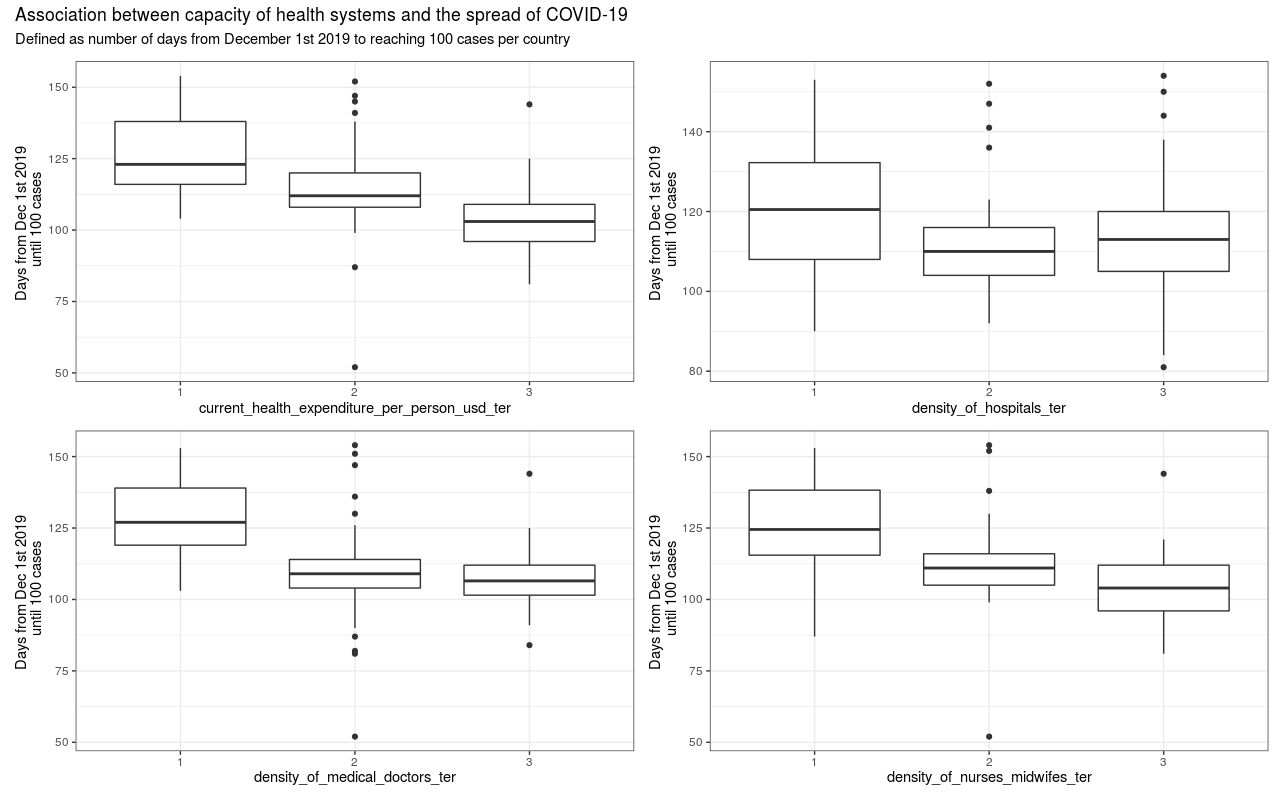 Association between capacity of health systems and the spread of COVID-19
Defined as number of days from December 1st 2019 to reaching 100 cases per country
Days from Dec 1st 2019
until 100 cases
150
125
100
75
50
1 2 3
current_health_expenditure_per_person_usd_ter
Days from Dec 1st 2019
until 100 cases
140
120
100
80
1 2 3
density_of_hospitals_ter
Days from Dec 1st 2019
until 100 cases
150
125
100
75
50
1 2 3
density_of_medical_doctors_ter
Days from Dec 1st 2019
until 100 cases
150
125
100
75
50
1 2 3
density_of_nurses_midwifes_ter